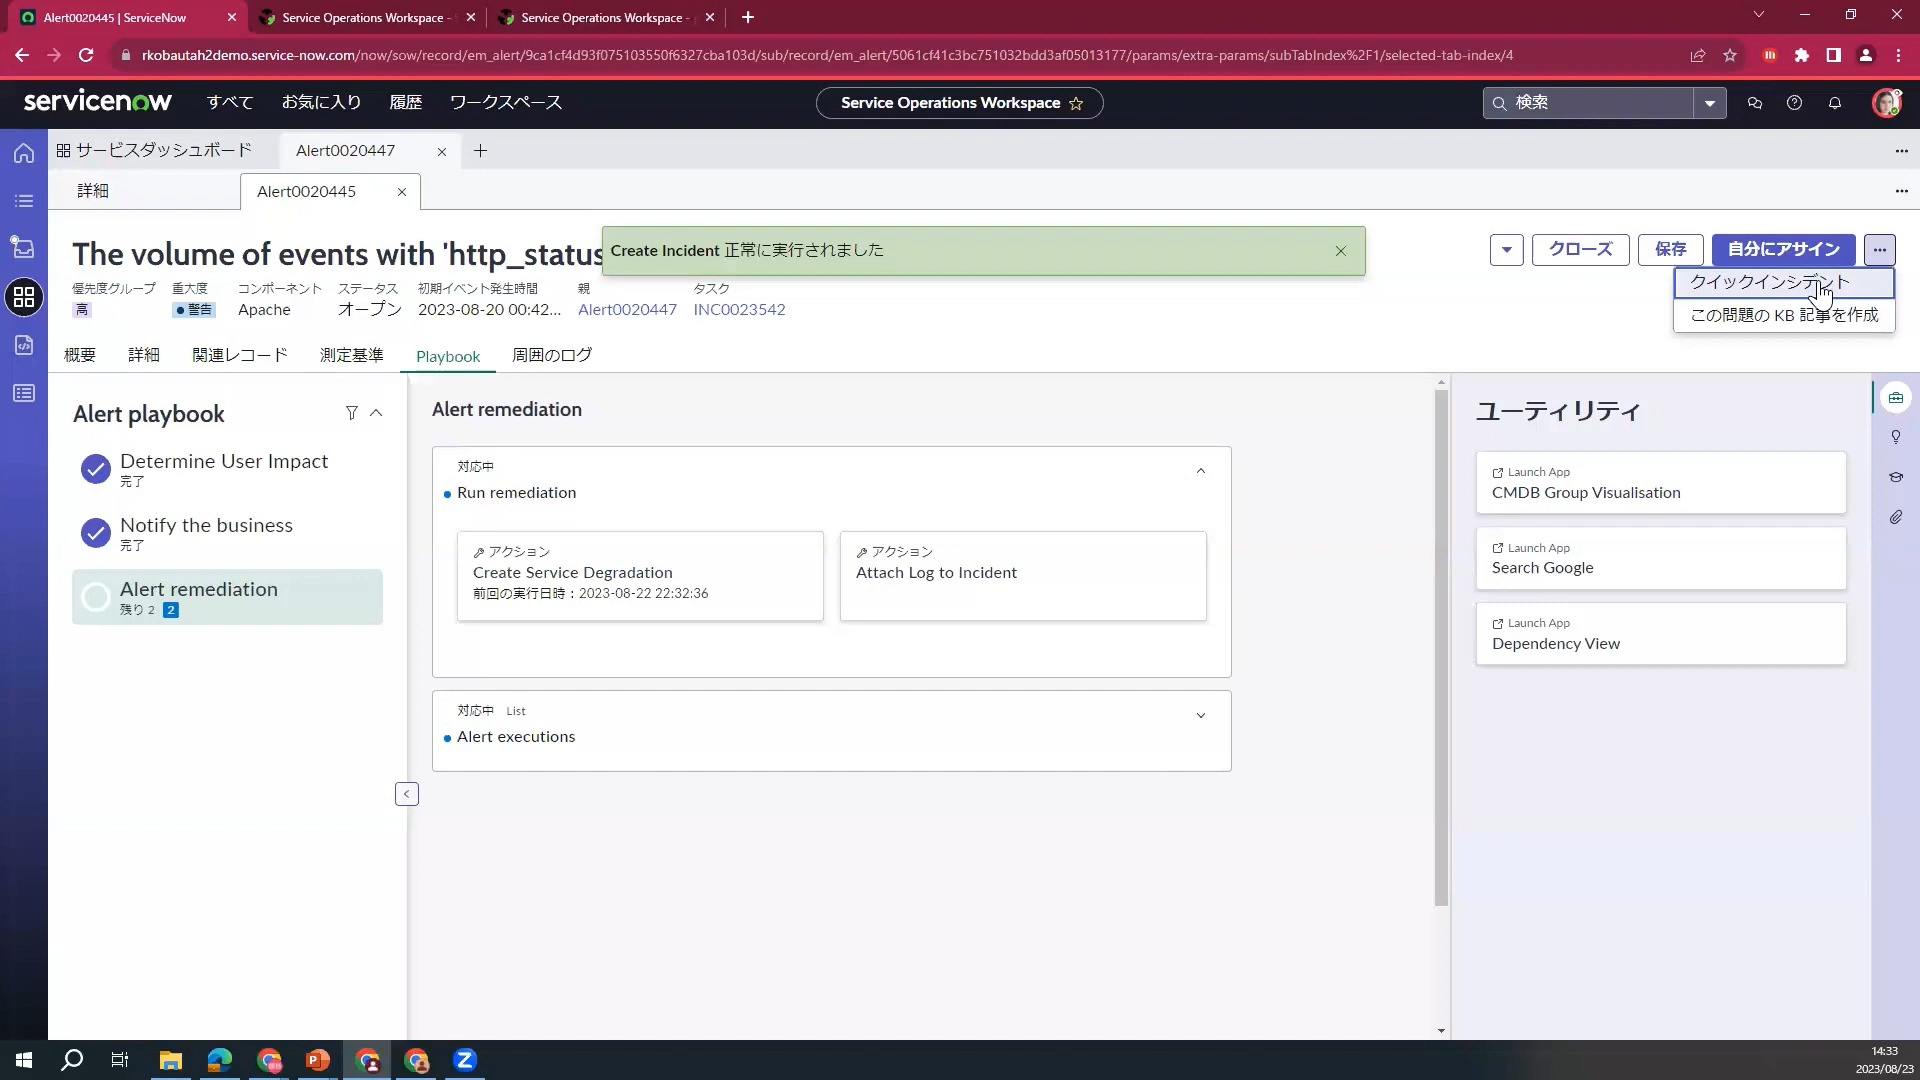 Alert0020445 | ServiceNow
Service Operations Workspace -
Service Operations Workspace -
rkobautah2demo.service-now.com/now/sow/record/em_alert/9ca1cf4d93f075103550f6327cba103d/sub/record/em_alert/5061cf41c3bc751032bdd3af05013177/params/extra-params/subTabIndex%2F1/selected-tab-index/4
servicenow すべて お気に入り 履歴 ワークスペース
Service Operations Workspace
検索
サービスダッシュボード
Alert0020447
詳細
Alert0020445
The volume of events with 'http_status
Create Incident 正常に実行されました
クローズ
保存
自分にアサイン
クイックインシデント
この問題の KB 記事を作成
優先度グループ 重大度 コンポーネント ステータス 初期イベント発生時間 親 タスク
高 警告 Apache オープン 2023-08-20 00:42... Alert0020447 INC0023542
概要 詳細 関連レコード 測定基準 Playbook 周囲のログ
Alert playbook
Determine User Impact
完了
Notify the business
完了
Alert remediation
残り 2 2
Alert remediation
対応中
Run remediation
アクション
Create Service Degradation
前回の実行日時：2023-08-22 22:32:36
アクション
Attach Log to Incident
対応中 List
Alert executions
ユーティリティ
Launch App
CMDB Group Visualisation
Launch App
Search Google
Launch App
Dependency View
14:33
2023/08/23